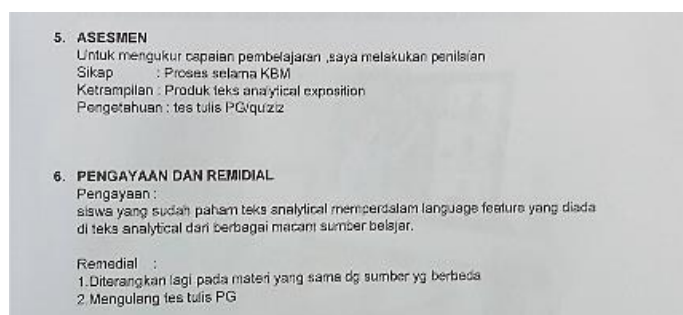 5. ASESMEN
Untuk mengukur capaian pembelajaran ,saya melakukan penilaian
Sikap : Proses selama KBM
Ketrampilan : Produk teks analytical exposition
Pengetahuan : tes tulis PG/quiziz
6. PENGAYAAN DAN REMIDIAL
Pengayaan :
siswa yang sudah paham teks analytical memperdalam language feature yang diada
di teks analytical dari berbagai macam sumber belajar.
Remedial :
1.Diterangkan lagi pada materi yang sama dg sumber yg berbeda
2.Mengulang tes tulis PG